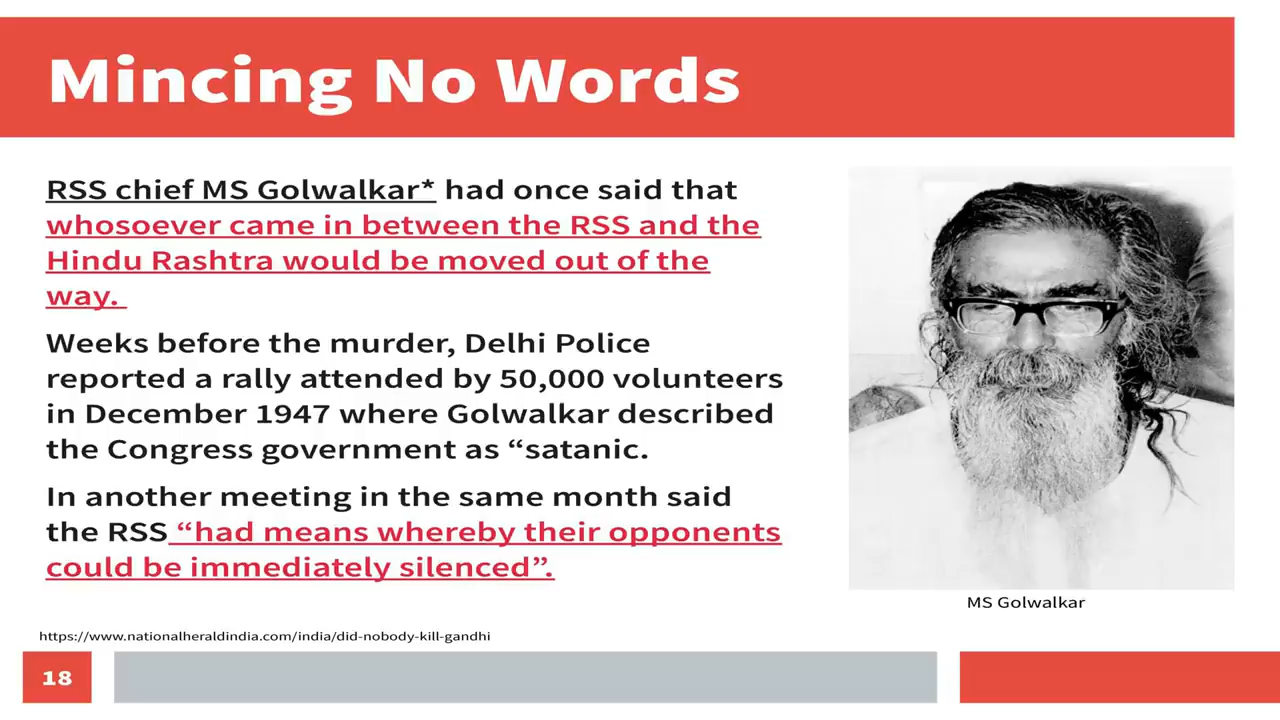 Mincing No Words
RSS chief MS Golwalkar* had once said that
whosoever came in between the RSS and the
Hindu Rashtra would be moved out of the
way.
Weeks before the murder, Delhi Police
reported a rally attended by 50,000 volunteers
in December 1947 where Golwalkar described
the Congress government as “satanic.
In another meeting in the same month said
the RSS “had means whereby their opponents
could be immediately silenced”.
MS Golwalkar
https://www.nationalheraldindia.com/india/did-nobody-kill-gandhi
18